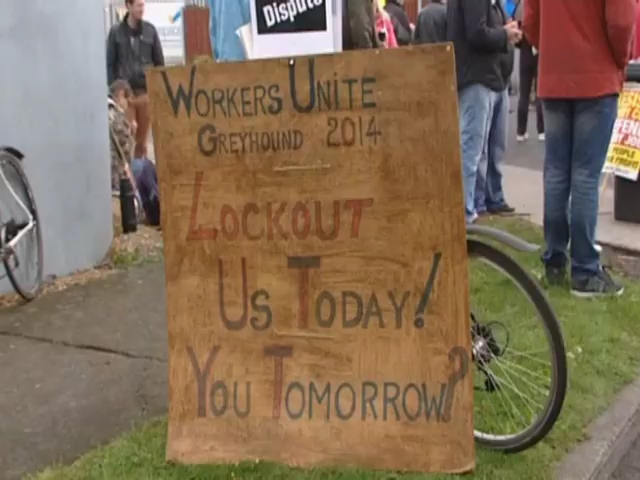 Dispute
WORKERS UNITE
GREYHOUND 2014
LOCKOUT
US TODAY!
YOU TOMORROW?